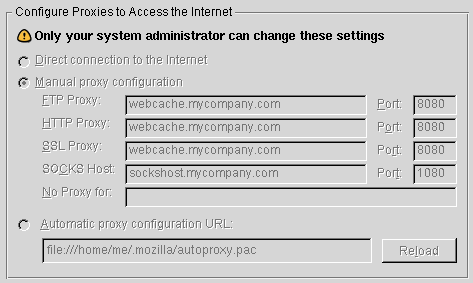 Configure Proxies to Access the Internet
Only your system administrator can change these settings
Direct connection to the Internet
Manual proxy configuration
FTP Proxy: webcache.mycompany.com Port: 8080
HTTP Proxy: webcache.mycompany.com Port: 8080
SSL Proxy: webcache.mycompany.com Port: 8080
SOCKS Host: sockshost.mycompany.com Port: 1080
No Proxy for:
Automatic proxy configuration URL:
file:///home/me/.mozilla/autoproxy.pac Reload